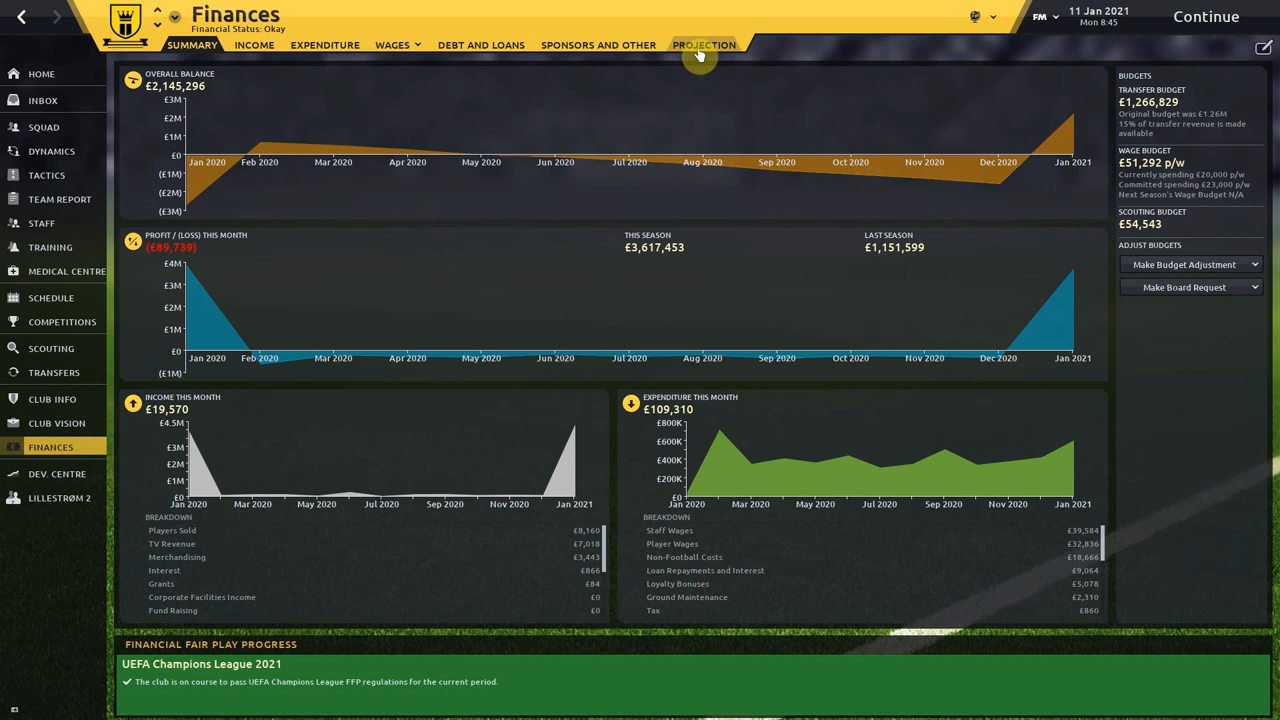 Finances
Financial Status: Okay
FM
11 Jan 2021
Mon 8:45
Continue
SUMMARY
INCOME
EXPENDITURE
WAGES
DEBT AND LOANS
SPONSORS AND OTHER
PROJECTION
HOME
INBOX
SQUAD
DYNAMICS
TACTICS
TEAM REPORT
STAFF
TRAINING
MEDICAL CENTRE
SCHEDULE
COMPETITIONS
SCOUTING
TRANSFERS
CLUB INFO
CLUB VISION
FINANCES
DEV. CENTRE
LILLESTRØM 2
OVERALL BALANCE
£2,145,296
£3M
£2M
£1M
£0
(£1M)
(£2M)
(£3M)
Jan 2020 Feb 2020 Mar 2020 Apr 2020 May 2020 Jun 2020 Jul 2020 Aug 2020 Sep 2020 Oct 2020 Nov 2020 Dec 2020 Jan 2021
PROFIT / (LOSS) THIS MONTH
(£89,739)
THIS SEASON
£3,617,453
LAST SEASON
£1,151,599
£4M
£3M
£2M
£1M
£0
(£1M)
Jan 2020 Feb 2020 Mar 2020 Apr 2020 May 2020 Jun 2020 Jul 2020 Aug 2020 Sep 2020 Oct 2020 Nov 2020 Dec 2020 Jan 2021
INCOME THIS MONTH
£19,570
£4.5M
£3M
£2M
£1M
£0
Jan 2020 Mar 2020 May 2020 Jul 2020 Sep 2020 Nov 2020 Jan 2021
BREAKDOWN
Players Sold £8,160
TV Revenue £7,018
Merchandising £3,443
Interest £866
Grants £84
Corporate Facilities Income £0
Fund Raising £0
EXPENDITURE THIS MONTH
£109,310
£800K
£600K
£400K
£200K
£0
Jan 2020 Mar 2020 May 2020 Jul 2020 Sep 2020 Nov 2020 Jan 2021
BREAKDOWN
Staff Wages £39,584
Player Wages £32,836
Non-Football Costs £18,666
Loan Repayments and Interest £9,064
Loyalty Bonuses £5,078
Ground Maintenance £2,310
Tax £860
BUDGETS
TRANSFER BUDGET
£1,266,829
Original budget was £1.26M
15% of transfer revenue is made
available
WAGE BUDGET
£51,292 p/w
Currently spending £20,000 p/w
Committed spending £23,000 p/w
Next Season's Wage Budget N/A
SCOUTING BUDGET
£54,543
ADJUST BUDGETS
Make Budget Adjustment
Make Board Request
FINANCIAL FAIR PLAY PROGRESS
UEFA Champions League 2021
The club is on course to pass UEFA Champions League FFP regulations for the current period.